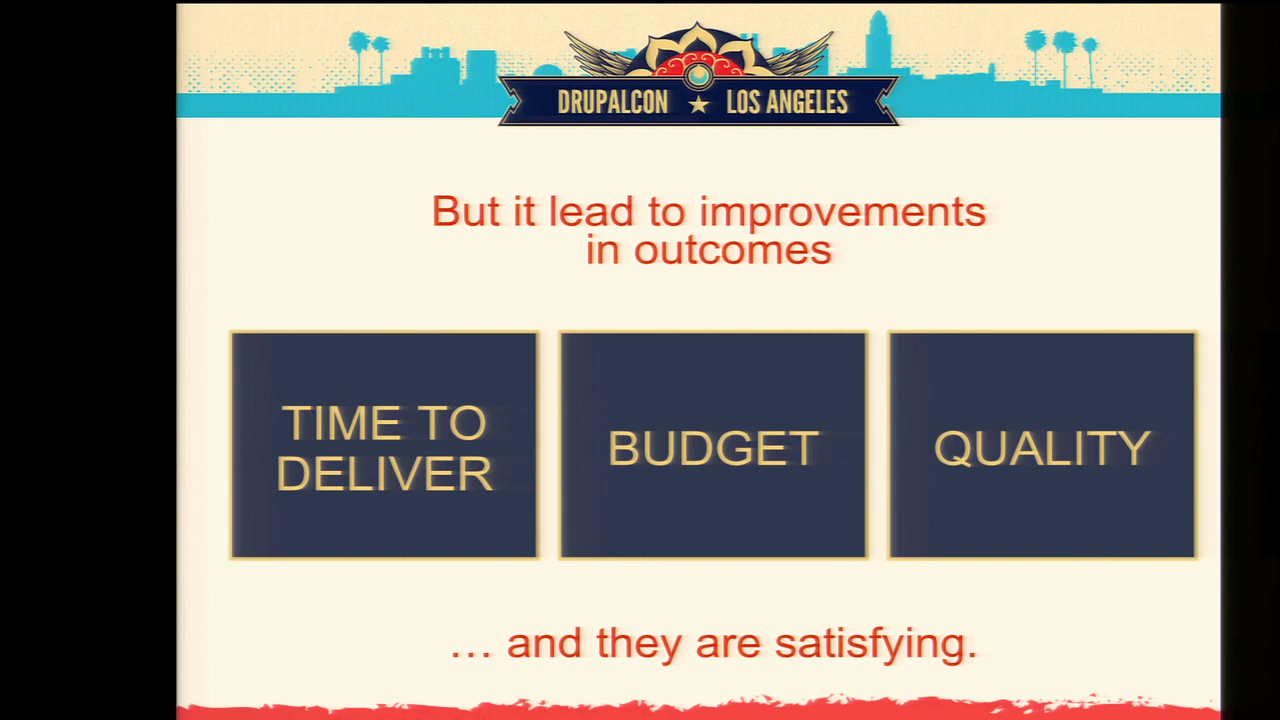 DRUPALCON ★ LOS ANGELES
But it lead to improvements
in outcomes
TIME TO
DELIVER
BUDGET
QUALITY
… and they are satisfying.